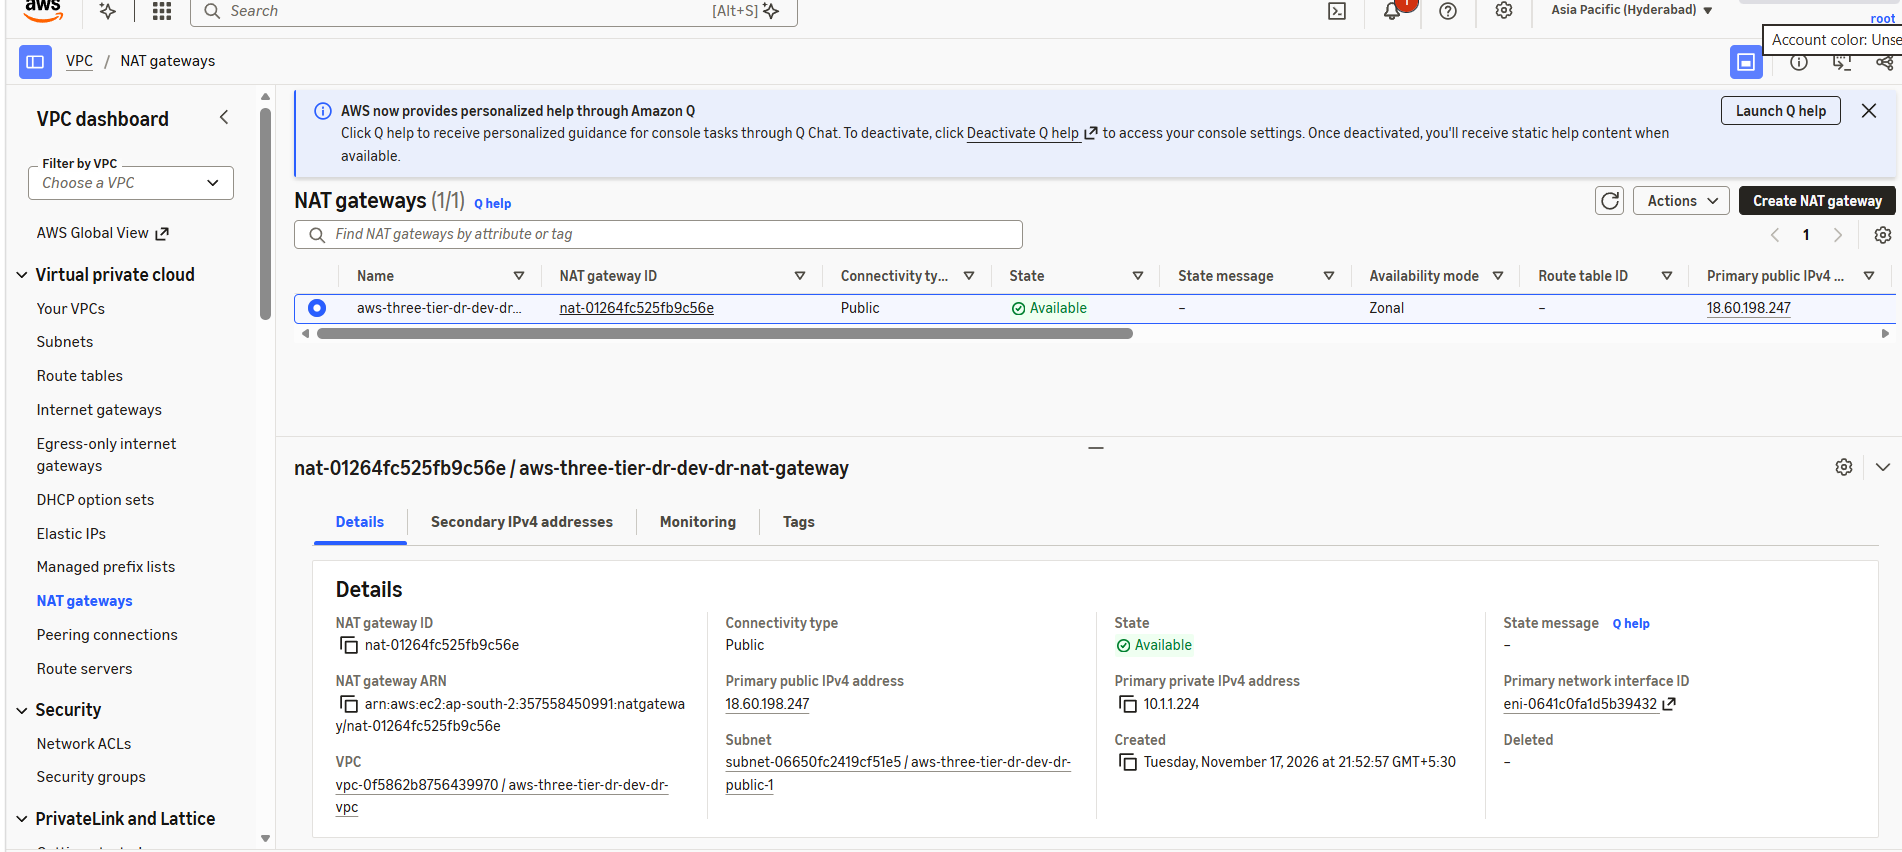 aws
Search
[Alt+S]
1
Asia Pacific (Hyderabad)
root
Account color: Unse
VPC / NAT gateways
VPC dashboard
Filter by VPC
Choose a VPC
AWS Global View
Virtual private cloud
Your VPCs
Subnets
Route tables
Internet gateways
Egress-only internet
gateways
DHCP option sets
Elastic IPs
Managed prefix lists
NAT gateways
Peering connections
Route servers
Security
Network ACLs
Security groups
PrivateLink and Lattice
AWS now provides personalized help through Amazon Q
Click Q help to receive personalized guidance for console tasks through Q Chat. To deactivate, click Deactivate Q help to access your console settings. Once deactivated, you'll receive static help content when
available.
Launch Q help
NAT gateways (1/1) Q help
Actions
Create NAT gateway
Find NAT gateways by attribute or tag
1
Name NAT gateway ID Connectivity ty... State State message Availability mode Route table ID Primary public IPv4 ...
aws-three-tier-dr-dev-dr... nat-01264fc525fb9c56e Public Available – Zonal – 18.60.198.247
nat-01264fc525fb9c56e / aws-three-tier-dr-dev-dr-nat-gateway
Details Secondary IPv4 addresses Monitoring Tags
Details
NAT gateway ID
nat-01264fc525fb9c56e
NAT gateway ARN
arn:aws:ec2:ap-south-2:357558450991:natgatewa
y/nat-01264fc525fb9c56e
VPC
vpc-0f5862b8756439970 / aws-three-tier-dr-dev-dr-
vpc
Connectivity type
Public
Primary public IPv4 address
18.60.198.247
Subnet
subnet-06650fc2419cf51e5 / aws-three-tier-dr-dev-dr-
public-1
State
Available
Primary private IPv4 address
10.1.1.224
Created
Tuesday, November 17, 2026 at 21:52:57 GMT+5:30
State message Q help
–
Primary network interface ID
eni-0641c0fa1d5b39432
Deleted
–